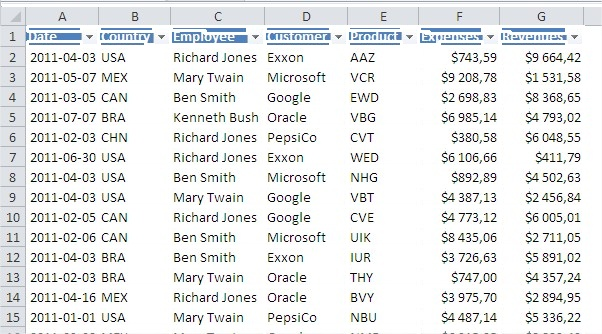 A B C D E F G
1 Date Country Employee Customer Product Expenses Revenues
2 2011-04-03 USA Richard Jones Exxon AAZ $743,59 $9 664,42
3 2011-05-07 MEX Mary Twain Microsoft VCR $9 208,78 $1 531,58
4 2011-03-05 CAN Ben Smith Google EWD $2 698,83 $8 368,65
5 2011-07-07 BRA Kenneth Bush Oracle VBG $6 985,14 $4 793,02
6 2011-02-03 CHN Richard Jones PepsiCo CVT $380,58 $6 048,55
7 2011-06-30 USA Richard Jones Exxon WED $6 106,66 $411,79
8 2011-04-03 USA Ben Smith Microsoft NHG $892,89 $4 502,63
9 2011-04-03 USA Mary Twain Google VBT $4 387,13 $2 456,84
10 2011-02-05 CAN Richard Jones Google CVE $4 773,12 $6 005,01
11 2011-02-06 CAN Ben Smith Microsoft UIK $8 435,06 $2 711,05
12 2011-04-03 BRA Ben Smith Exxon IUR $3 726,63 $5 891,02
13 2011-02-03 BRA Mary Twain Oracle THY $747,00 $4 357,24
14 2011-04-16 MEX Richard Jones Oracle BVY $3 975,70 $2 894,95
15 2011-01-01 USA Mary Twain PepsiCo NBU $4 487,14 $5 336,22